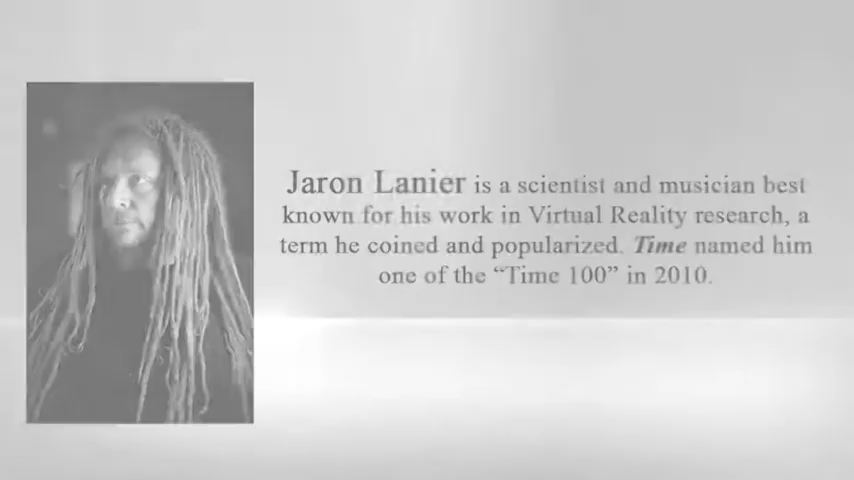 Jaron Lanier is a scientist and musician best
known for his work in Virtual Reality research, a
term he coined and popularized. Time named him
one of the “Time 100” in 2010.